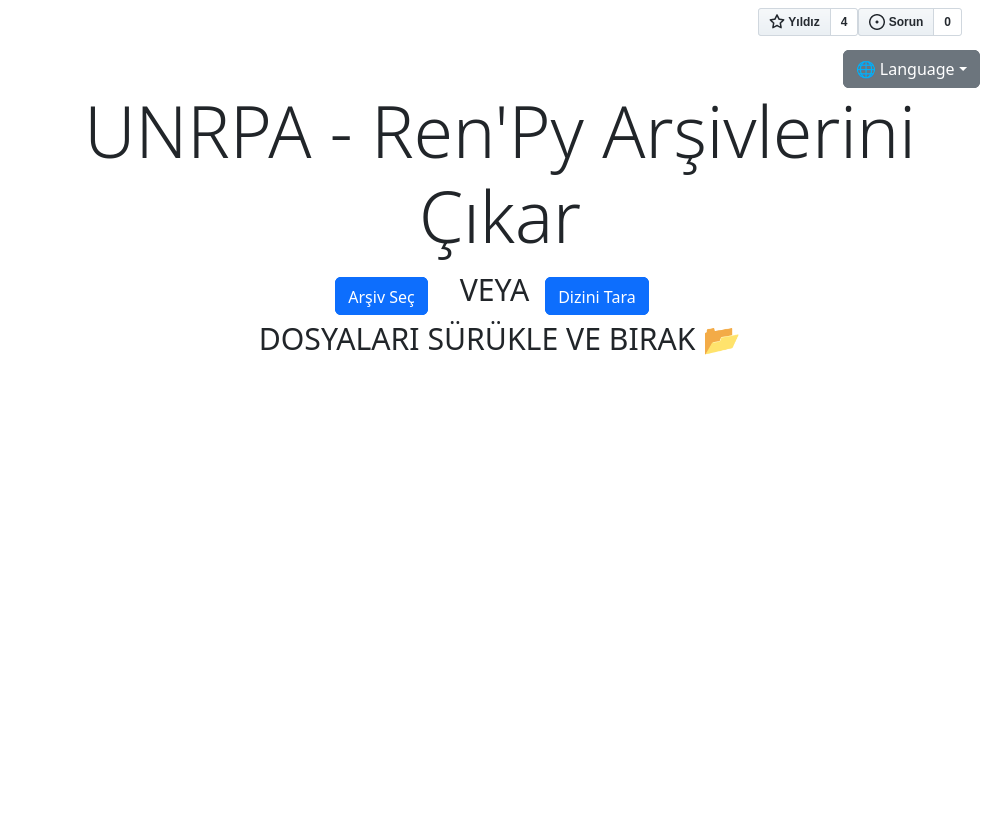 Yıldız 4 Sorun 0
🌐 Language
UNRPA - Ren'Py Arşivlerini
Çıkar
Arşiv Seç VEYA Dizini Tara
DOSYALARI SÜRÜKLE VE BIRAK 📂